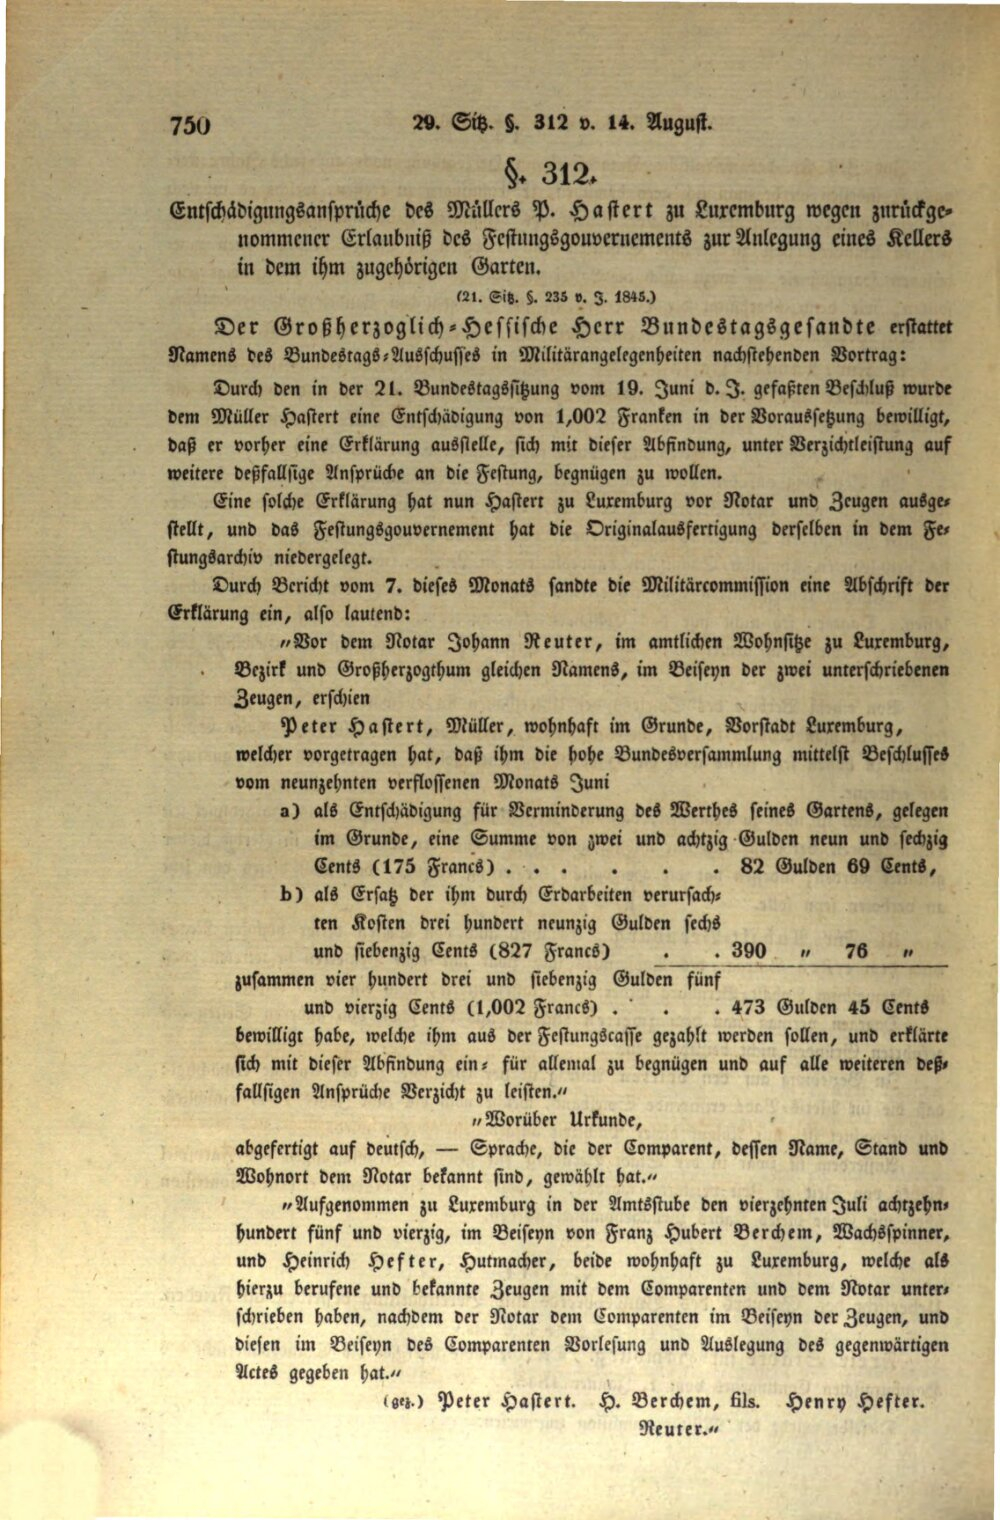 750 29. Sitz. §. 312 v. 14. August.
§. 312.
Entschädigungsansprüche des Müllers P. Hastert zu Luxemburg wegen zurückge-
nommener Erlaubniß des Festungsgouvernements zur Anlegung eines Kellers
in dem ihm zugehörigen Garten.
(21. Sitz. §. 235 v. J. 1845.)
Der Großherzoglich-Hessische Herr Bundestagsgesandte erstattet
Namens des Bundestags-Ausschusses in Militärangelegenheiten nachstehenden Vortrag:
Durch den in der 21. Bundestagssitzung vom 19. Juni d. J. gefaßten Beschluß wurde
dem Müller Hastert eine Entschädigung von 1,002 Franken in der Voraussetzung bewilligt,
daß er vorher eine Erklärung ausstelle, sich mit dieser Abfindung, unter Verzichtleistung auf
weitere deßfallsige Ansprüche an die Festung, begnügen zu wollen.
Eine solche Erklärung hat nun Hastert zu Luxemburg vor Notar und Zeugen ausge-
stellt, und das Festungsgouvernement hat die Originalausfertigung derselben in dem Fe-
stungsarchiv niedergelegt.
Durch Bericht vom 7. dieses Monats sandte die Militärcommission eine Abschrift der
Erklärung ein, also lautend:
„Vor dem Notar Johann Reuter, im amtlichen Wohnsitze zu Luxemburg,
Bezirk und Großherzogthum gleichen Namens, im Beiseyn der zwei unterschriebenen
Zeugen, erschien
Peter Hastert, Müller, wohnhaft im Grunde, Vorstadt Luxemburg,
welcher vorgetragen hat, daß ihm die hohe Bundesversammlung mittelst Beschlusses
vom neunzehnten verflossenen Monats Juni
a) als Entschädigung für Verminderung des Werthes seines Gartens, gelegen
im Grunde, eine Summe von zwei und achtzig Gulden neun und sechzig
Cents (175 Francs) . . . . . . 82 Gulden 69 Cents,
b) als Ersatz der ihm durch Erdarbeiten verursach-
ten Kosten drei hundert neunzig Gulden sechs
und siebenzig Cents (827 Francs) . . 390 „ 76 „
zusammen vier hundert drei und siebenzig Gulden fünf
und vierzig Cents (1,002 Francs) . . . 473 Gulden 45 Cents
bewilligt habe, welche ihm aus der Festungscasse gezahlt werden sollen, und erklärte
sich mit dieser Abfindung ein- für allemal zu begnügen und auf alle weiteren deß-
fallsigen Ansprüche Verzicht zu leisten.“
„Worüber Urkunde,
abgefertigt auf deutsch, — Sprache, die der Comparent, dessen Name, Stand und
Wohnort dem Notar bekannt sind, gewählt hat.“
„Aufgenommen zu Luxemburg in der Amtsstube den vierzehnten Juli achtzehn-
hundert fünf und vierzig, im Beiseyn von Franz Hubert Berchem, Wachsspinner,
und Heinrich Hefter, Hutmacher, beide wohnhaft zu Luxemburg, welche als
hierzu berufene und bekannte Zeugen mit dem Comparenten und dem Notar unter-
schrieben haben, nachdem der Notar dem Comparenten im Beiseyn der Zeugen, und
diesen im Beiseyn des Comparenten Vorlesung und Auslegung des gegenwärtigen
Actes gegeben hat.“
(gez.) Peter Hastert. H. Berchem, fils. Henry Hefter.
Reuter.“